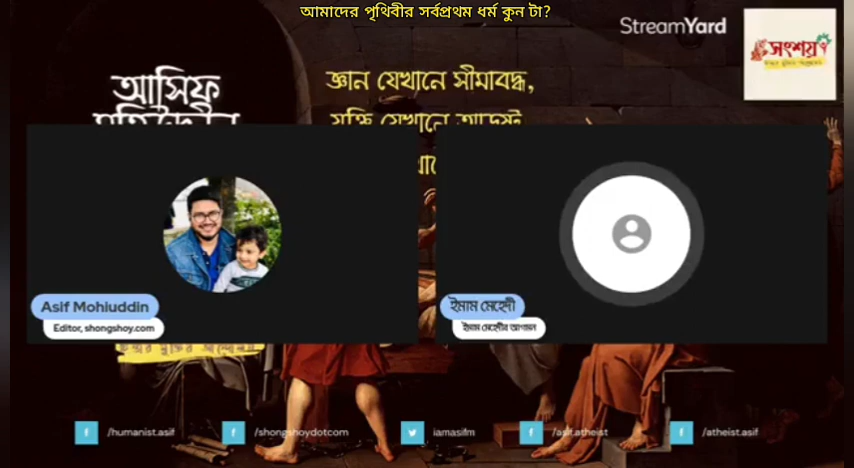 আমাদের পৃথিবীর সর্বপ্রথম ধর্ম কুন টা?
StreamYard
সংশয়
আসিফ
জ্ঞান যেখানে সীমাবদ্ধ,
যুক্তি যেখানে আড়ষ্ট
Asif Mohiuddin
Editor, shongshoy.com
ইমাম মেহেদী
ইমাম মেহেদীর আগমন
/humanist.asif
/shongshoydotcom
iamasifm
/asif.atheist
/atheist.asif